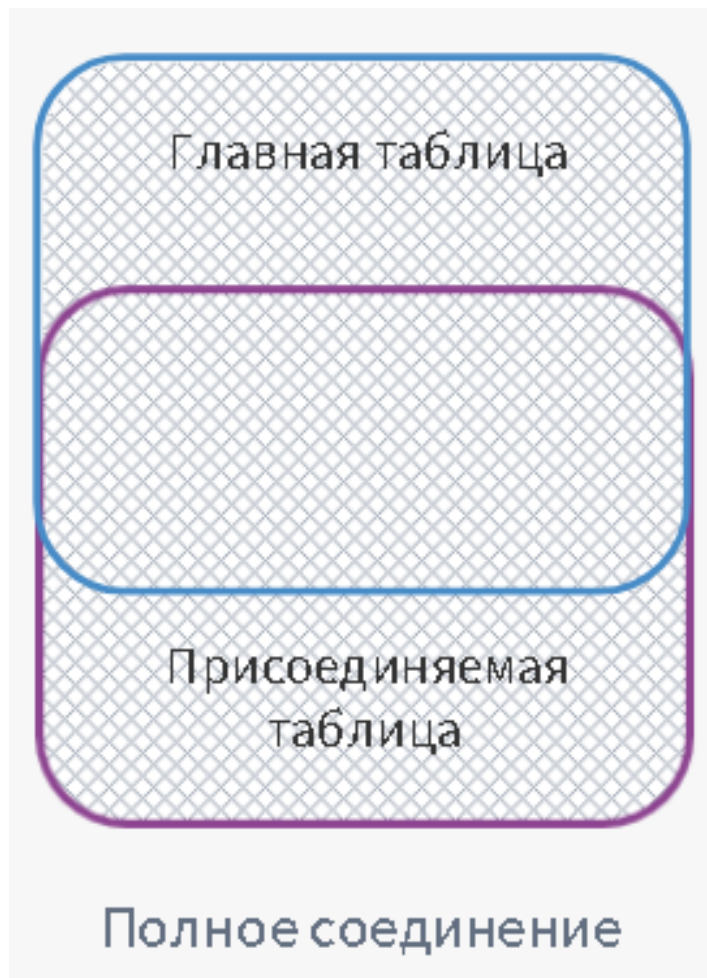 Главная таблица
Присоединяемая
таблица
Полное соединение